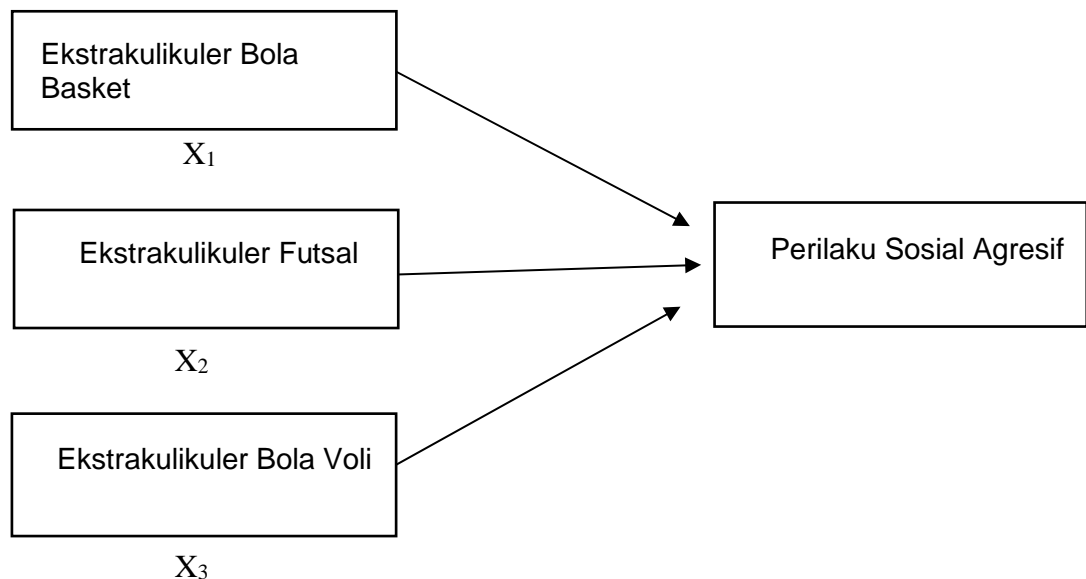 Ekstrakulikuler Bola
Basket
X₁
Ekstrakulikuler Futsal
Perilaku Sosial Agresif
X₂
Ekstrakulikuler Bola Voli
X₃